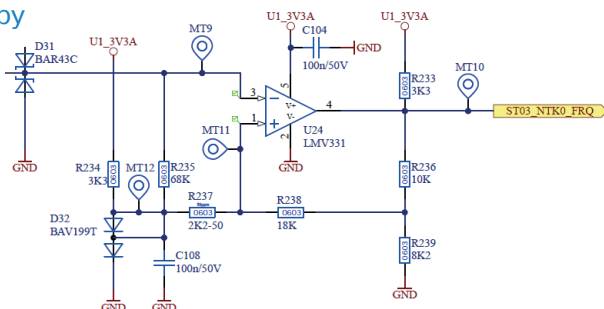 by
D31
BAR43C
U1_3V3A
MT9
U1_3V3A
C104
100n/50V
GND
U1_3V3A
R233
3K3
MT10
ST03_NTK0_FRQ
5
3
V+
4
1
V-
2
U24
LMV331
MT11
GND
GND
R234
3K3
0603
MT12
R235
68K
0603
R237
0603
2K2-50
R238
0603
18K
R236
10K
0603
0603
D32
BAV199T
C108
100n/50V
R239
8K2
0603
GND
GND
GND